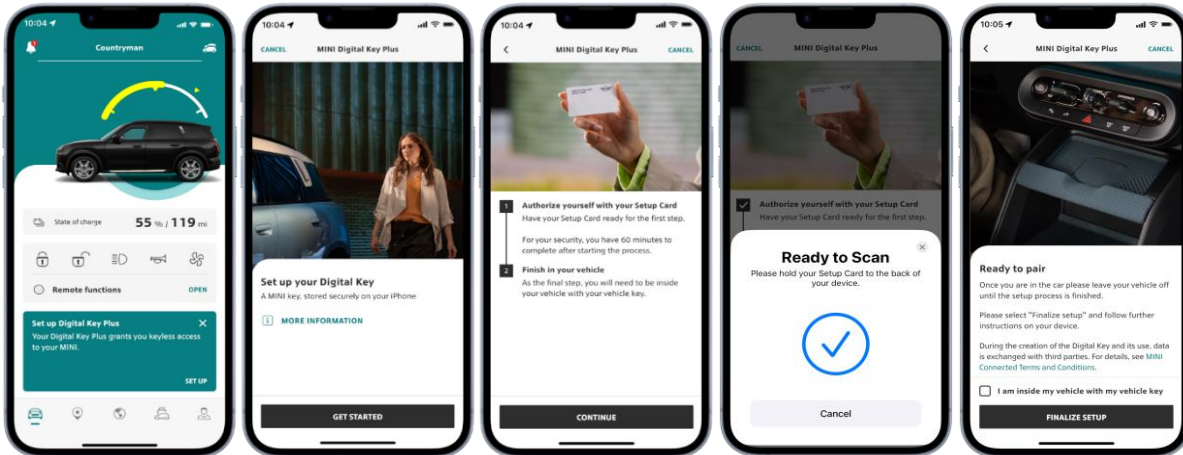 10:04
Countryman
State of charge
55 % / 119 mi
Remote functions
OPEN
Set up Digital Key Plus
Your Digital Key Plus grants you keyless access
to your MINI.
SET UP
10:04
CANCEL
MINI Digital Key Plus
Set up your Digital Key
A MINI key, stored securely on your iPhone
MORE INFORMATION
GET STARTED
10:04
MINI Digital Key Plus
CANCEL
1 Authorize yourself with your Setup Card
Have your Setup Card ready for the first step.
For your security, you have 60 minutes to
complete after starting the process.
2 Finish in your vehicle
As the final step, you will need to be inside
your vehicle with your vehicle key.
CONTINUE
CANCEL
MINI Digital Key Plus
Authorize yourself with your Setup Card
Have your Setup Card ready for the first step.
Ready to Scan
Please hold your Setup Card to the back of
your device.
Cancel
10:05
MINI Digital Key Plus
CANCEL
Ready to pair
Once you are in the car please leave your vehicle off
until the setup process is finished.
Please select "Finalize setup" and follow further
instructions on your device.
During the creation of the Digital Key and its use, data
is exchanged with third parties. For details, see MINI
Connected Terms and Conditions.
I am inside my vehicle with my vehicle key
FINALIZE SETUP